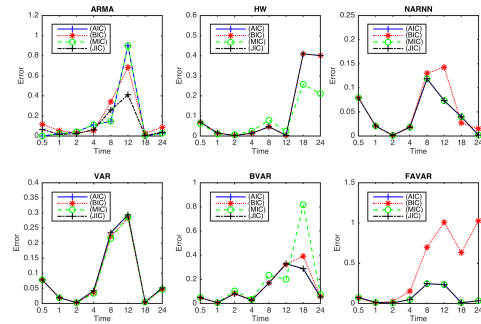 ARMA
Error
1.2
1
0.8
0.6
0.4
0.2
0
0.5 1 2 4 8 12 18 24
Time
(AIC)
(BIC)
(MIC)
(JIC)
HW
Error
0.8
0.7
0.6
0.5
0.4
0.3
0.2
0.1
0
0.5 1 2 4 8 12 18 24
Time
(AIC)
(BIC)
(MIC)
(JIC)
NARNN
Error
0.25
0.2
0.15
0.1
0.05
0
0.5 1 2 4 8 12 18 24
Time
(AIC)
(BIC)
(MIC)
(JIC)
VAR
Error
0.4
0.35
0.3
0.25
0.2
0.15
0.1
0.05
0
0.5 1 2 4 8 12 18 24
Time
(AIC)
(BIC)
(MIC)
(JIC)
BVAR
Error
1
0.8
0.6
0.4
0.2
0
0.5 1 2 4 8 12 18 24
Time
(AIC)
(BIC)
(MIC)
(JIC)
FAVAR
Error
1.5
1
0.5
0
0.5 1 2 4 8 12 18 24
Time
(AIC)
(BIC)
(MIC)
(JIC)